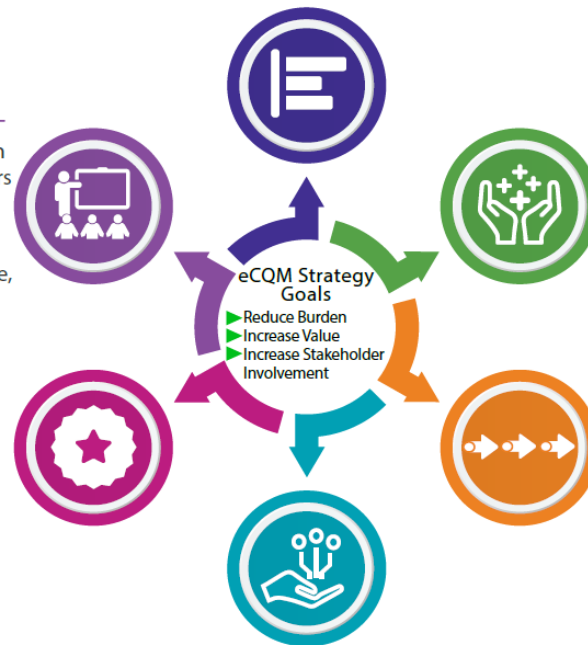 eCQM Strategy
Goals
Reduce Burden
Increase Value
Increase Stakeholder
Involvement